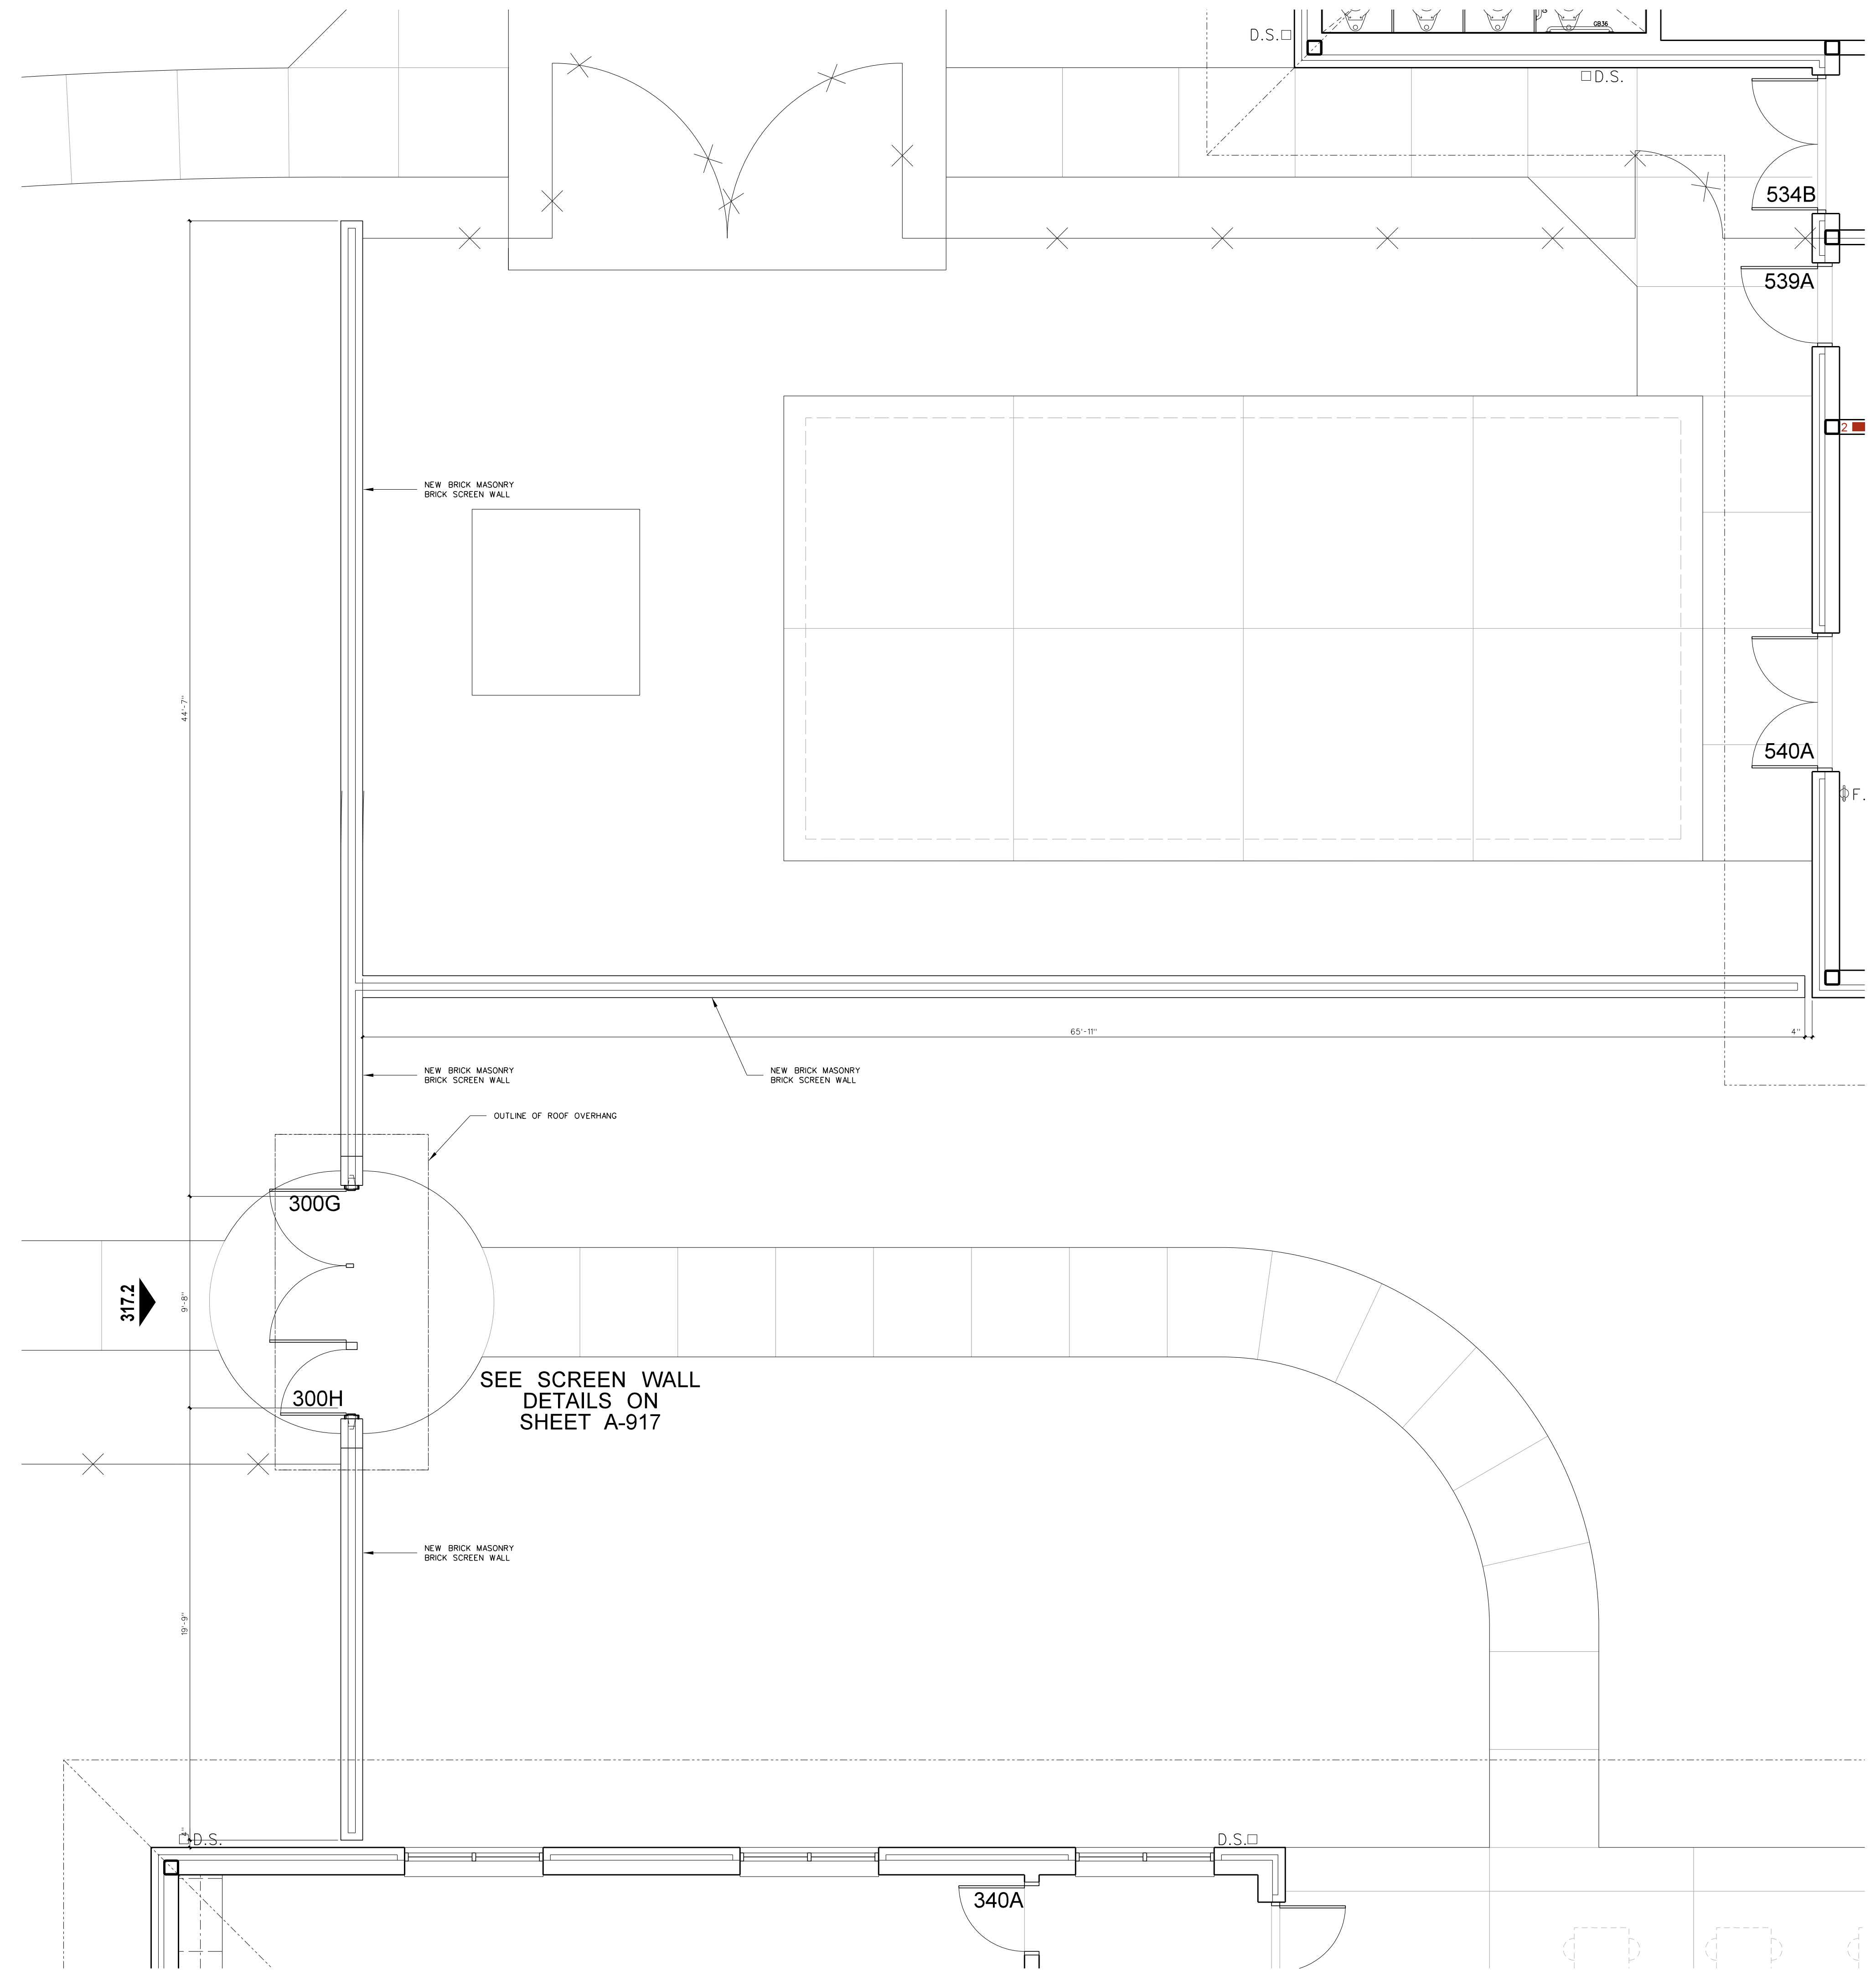 GB36
D.S.
D.S.
534B
539A
2
NEW BRICK MASONRY
BRICK SCREEN WALL
44'-7"
540A
F.
65'-11"
4"
NEW BRICK MASONRY
BRICK SCREEN WALL
NEW BRICK MASONRY
BRICK SCREEN WALL
OUTLINE OF ROOF OVERHANG
300G
317.2
9'-8"
SEE SCREEN WALL
DETAILS ON
SHEET A-917
300H
NEW BRICK MASONRY
BRICK SCREEN WALL
19'-9"
4"
D.S.
D.S.
340A